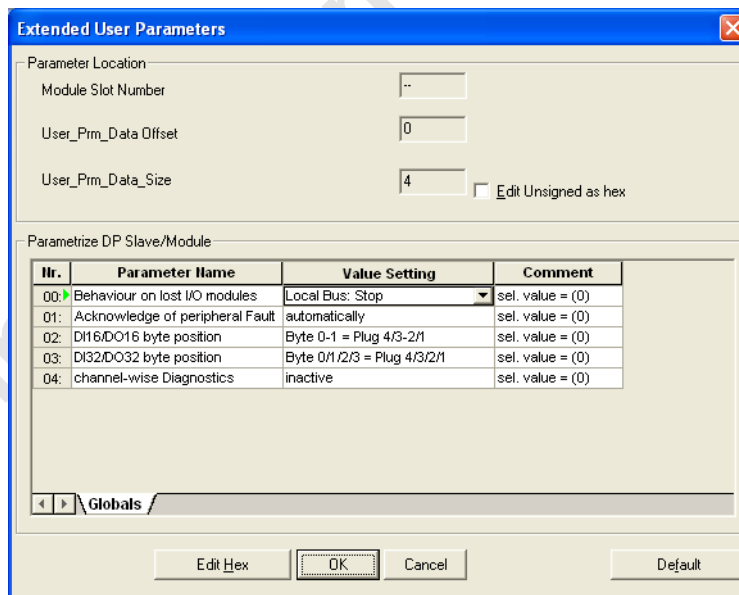 Extended User Parameters
Parameter Location
Module Slot Number --
User_Prm_Data Offset 0
User_Prm_Data_Size 4 Edit Unsigned as hex
Parametrize DP Slave/Module
Nr. Parameter Name Value Setting Comment
00: Behaviour on lost I/O modules Local Bus: Stop sel. value = (0)
01: Acknowledge of peripheral Fault automatically sel. value = (0)
02: DI16/DO16 byte position Byte 0-1 = Plug 4/3-2/1 sel. value = (0)
03: DI32/DO32 byte position Byte 0/1/2/3 = Plug 4/3/2/1 sel. value = (0)
04: channel-wise Diagnostics inactive sel. value = (0)
Globals
Edit Hex OK Cancel Default